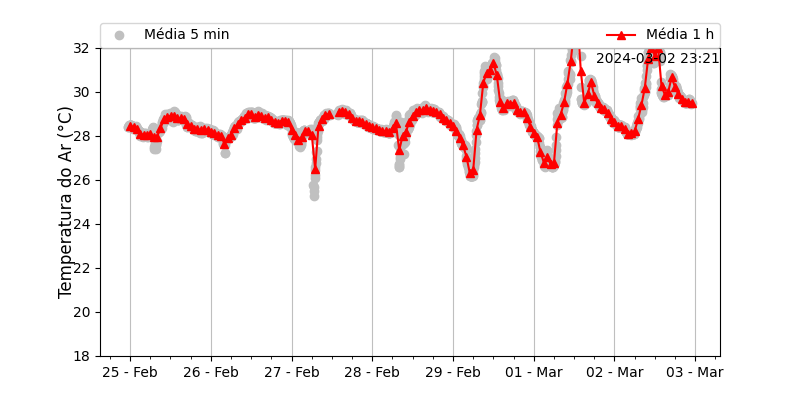 Média 5 min
Média 1 h
2024-03-02 23:21
Temperatura do Ar (°C)
32
30
28
26
24
22
20
18
25 - Feb
26 - Feb
27 - Feb
28 - Feb
29 - Feb
01 - Mar
02 - Mar
03 - Mar